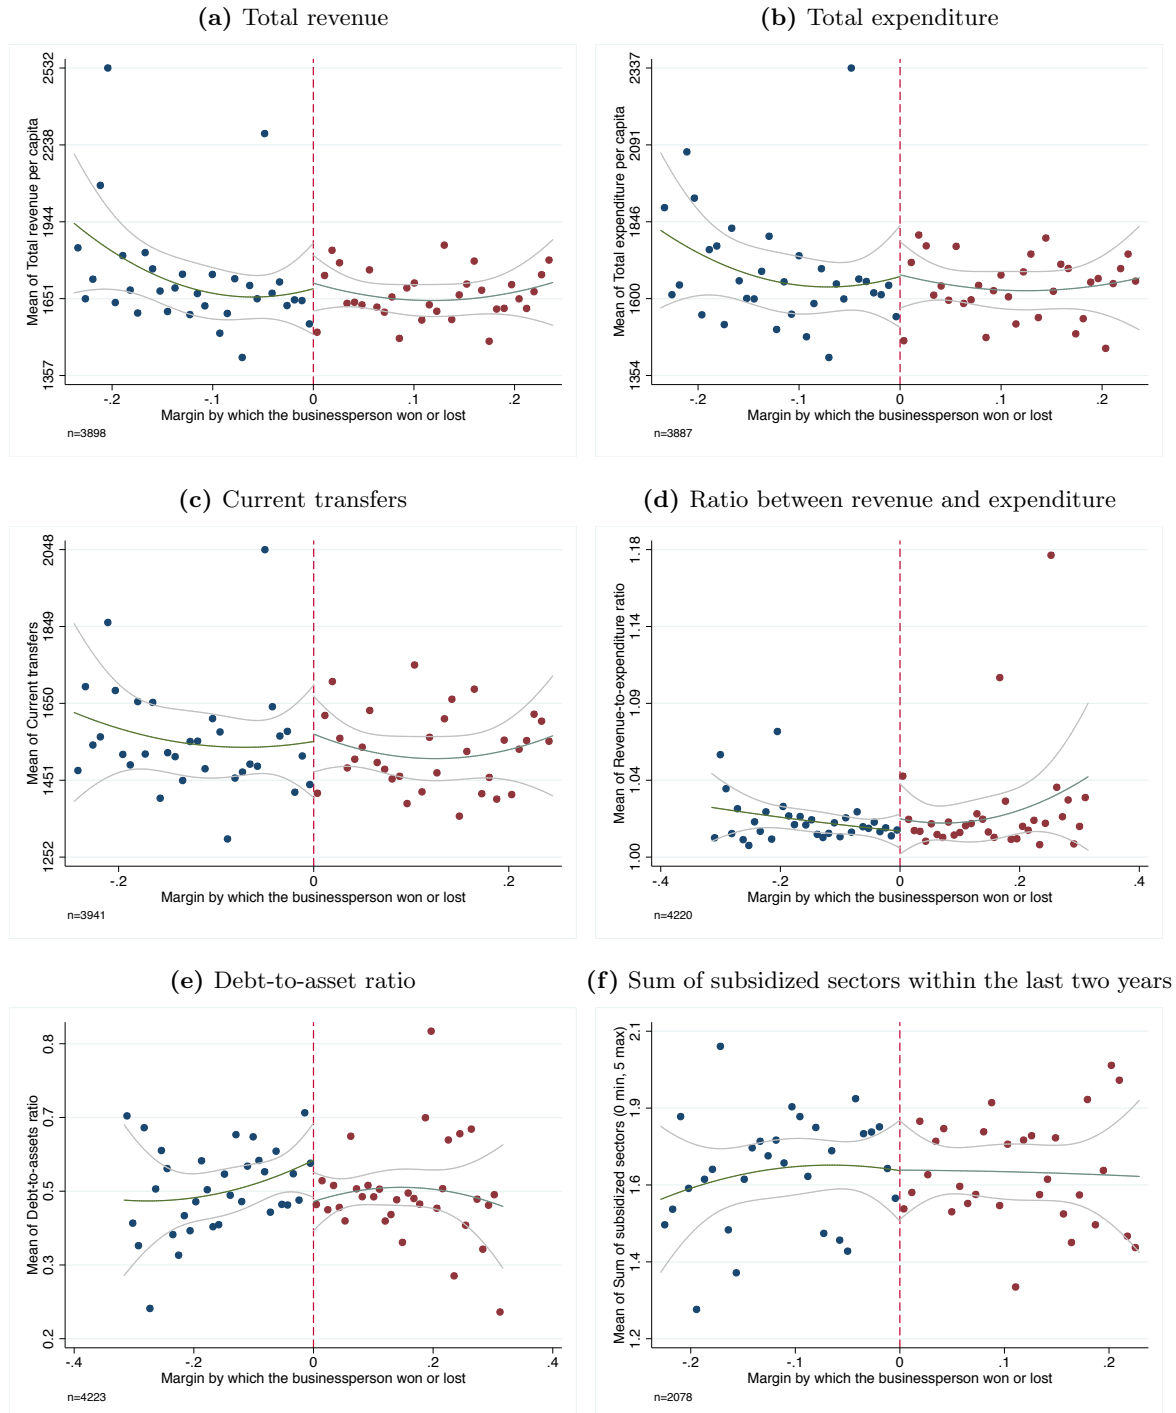 (a) Total revenue
Mean of Total revenue per capita
2532
2238
1944
1651
1357
-.2 -.1 0 .1 .2
Margin by which the businessperson won or lost
n=3898
(b) Total expenditure
Mean of Total expenditure per capita
2337
2091
1846
1600
1354
-.2 -.1 0 .1 .2
Margin by which the businessperson won or lost
n=3887
(c) Current transfers
Mean of Current transfers
2048
1849
1650
1451
1252
-.2 0 .2
Margin by which the businessperson won or lost
n=3941
(d) Ratio between revenue and expenditure
Mean of Revenue-to-expenditure ratio
1.18
1.14
1.09
1.04
1.00
-.4 -.2 0 .2 .4
Margin by which the businessperson won or lost
n=4220
(e) Debt-to-asset ratio
Mean of Debt-to-assets ratio
0.8
0.7
0.5
0.3
0.2
-.4 -.2 0 .2 .4
Margin by which the businessperson won or lost
n=4223
(f) Sum of subsidized sectors within the last two years
Mean of Sum of subsidized sectors (0 min, 5 max)
2.1
1.9
1.6
1.4
1.2
-.2 -.1 0 .1 .2
Margin by which the businessperson won or lost
n=2078